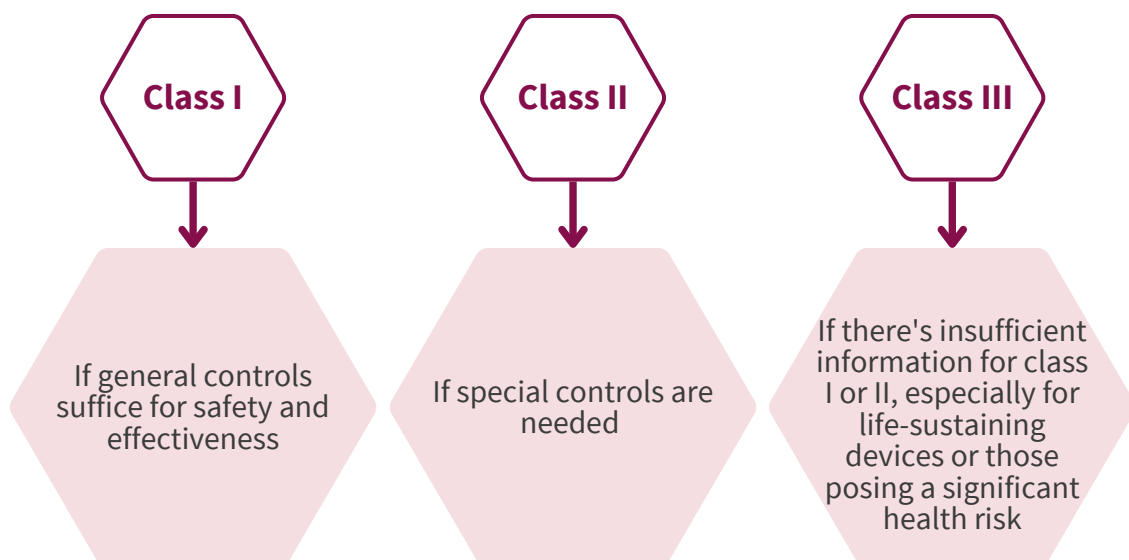 Class I
If general controls
suffice for safety and
effectiveness
Class II
If special controls are
needed
Class III
If there's insufficient
information for class
I or II, especially for
life-sustaining
devices or those
posing a significant
health risk